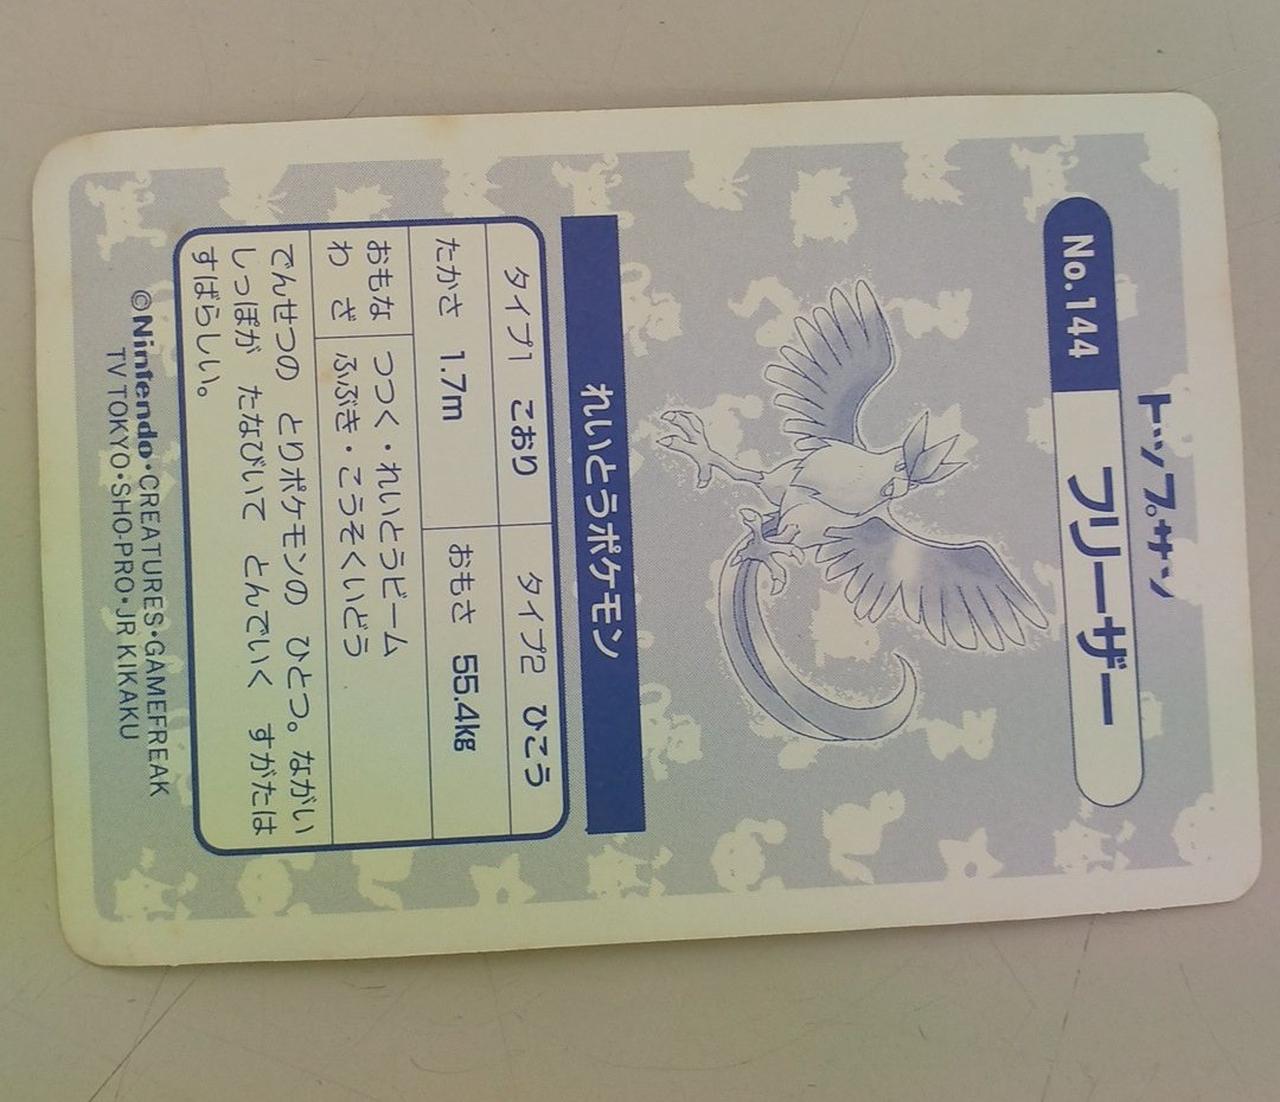 トップサン
No.144 フリーザー
れいとうポケモン
タイプ1 こおり タイプ2 ひこう
たかさ 1.7m おもさ 55.4kg
おもな
わ ざ
つつく・れいとうビーム
ふぶき・こうそくいどう
でんせつの とりポケモンの ひとつ。ながい
しっぽが たなびいて とんでいく すがたは
すばらしい。
©Nintendo・CREATURES・GAMEFREAK
TV TOKYO・SHO-PRO・JR KIKAKU